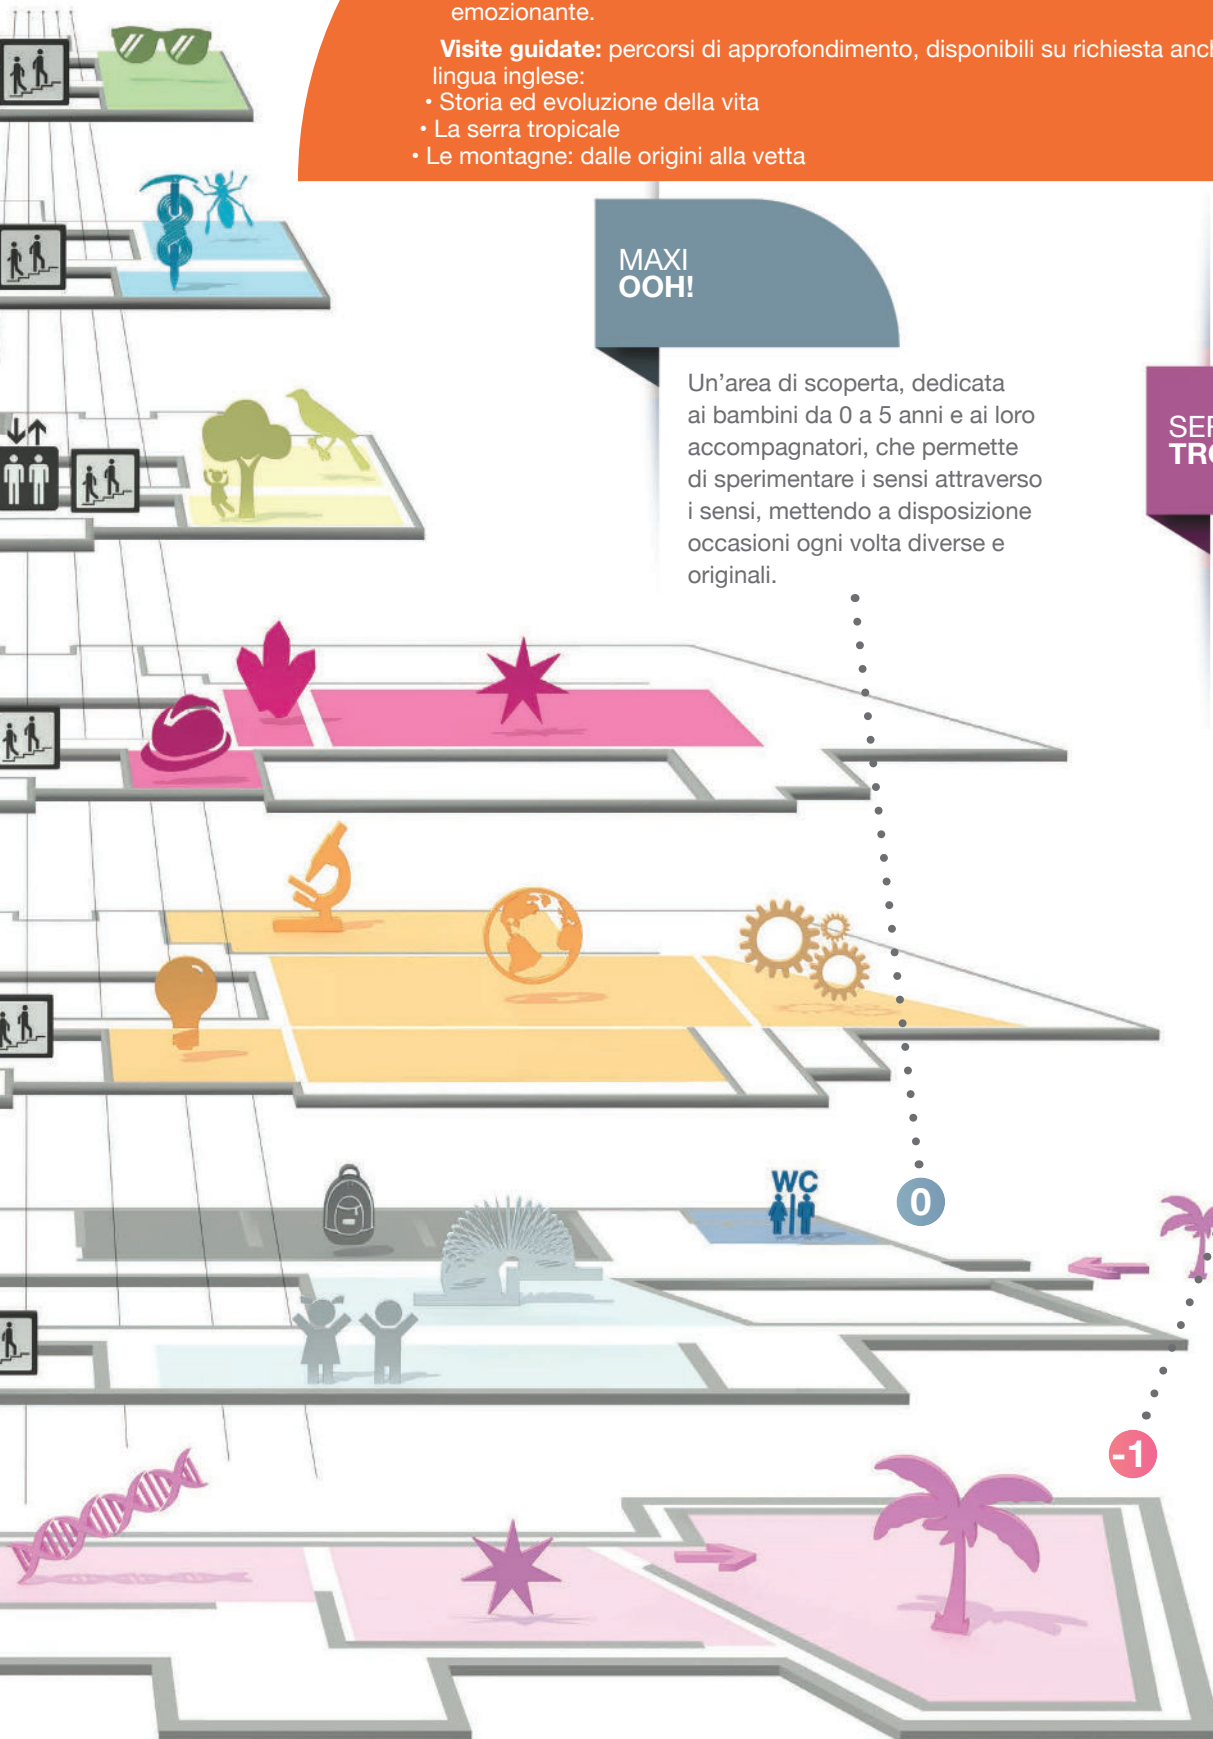 emozionante.
Visite guidate: percorsi di approfondimento, disponibili su richiesta
lingua inglese:
• Storia ed evoluzione della vita
• La serra tropicale
• Le montagne: dalle origini alla vetta
MAXI
OOH!
Un’area di scoperta, dedicata
ai bambini da 0 a 5 anni e ai loro
accompagnatori, che permette
di sperimentare i sensi attraverso
i sensi, mettendo a disposizione
occasioni ogni volta diverse e
originali.
WC
0
-1